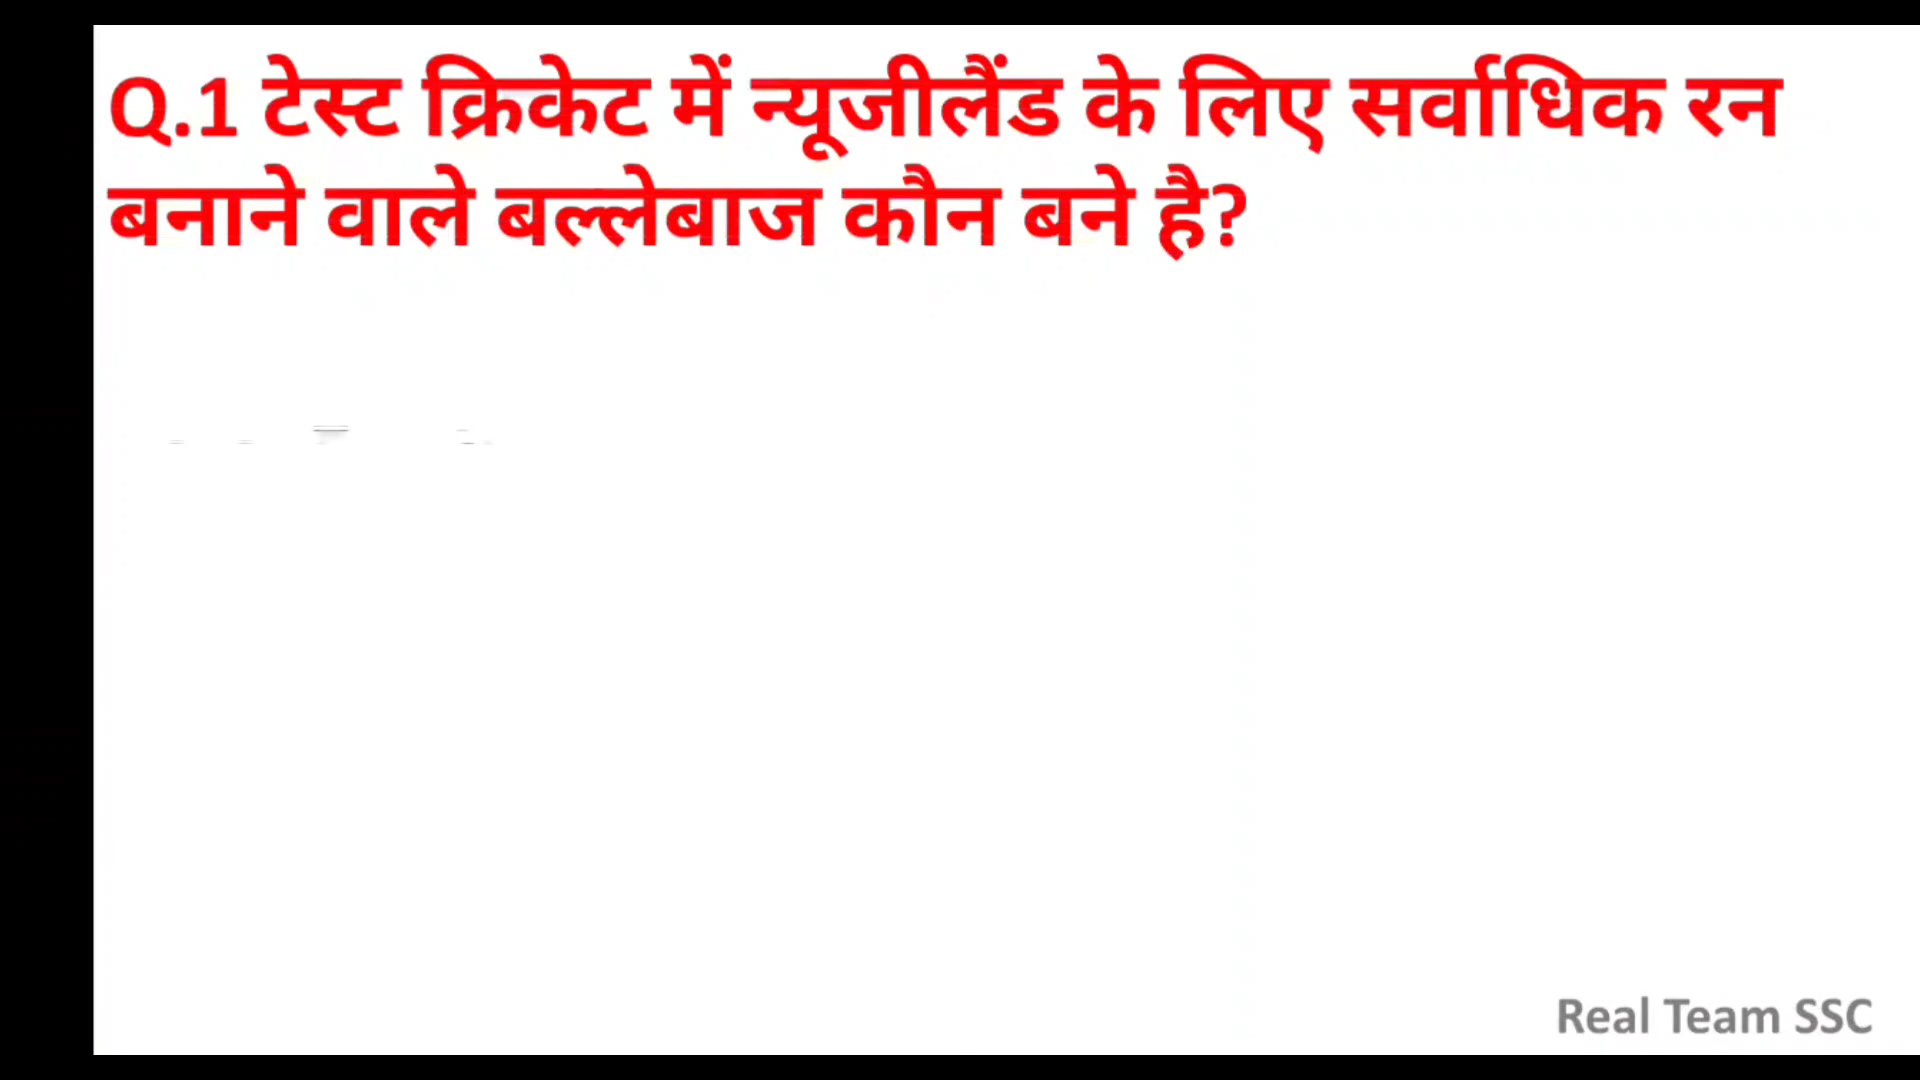 Q.1 टेस्ट क्रिकेट में न्यूजीलैंड के लिए सर्वाधिक रन
बनाने वाले बल्लेबाज कौन बने है?
Real Team SSC